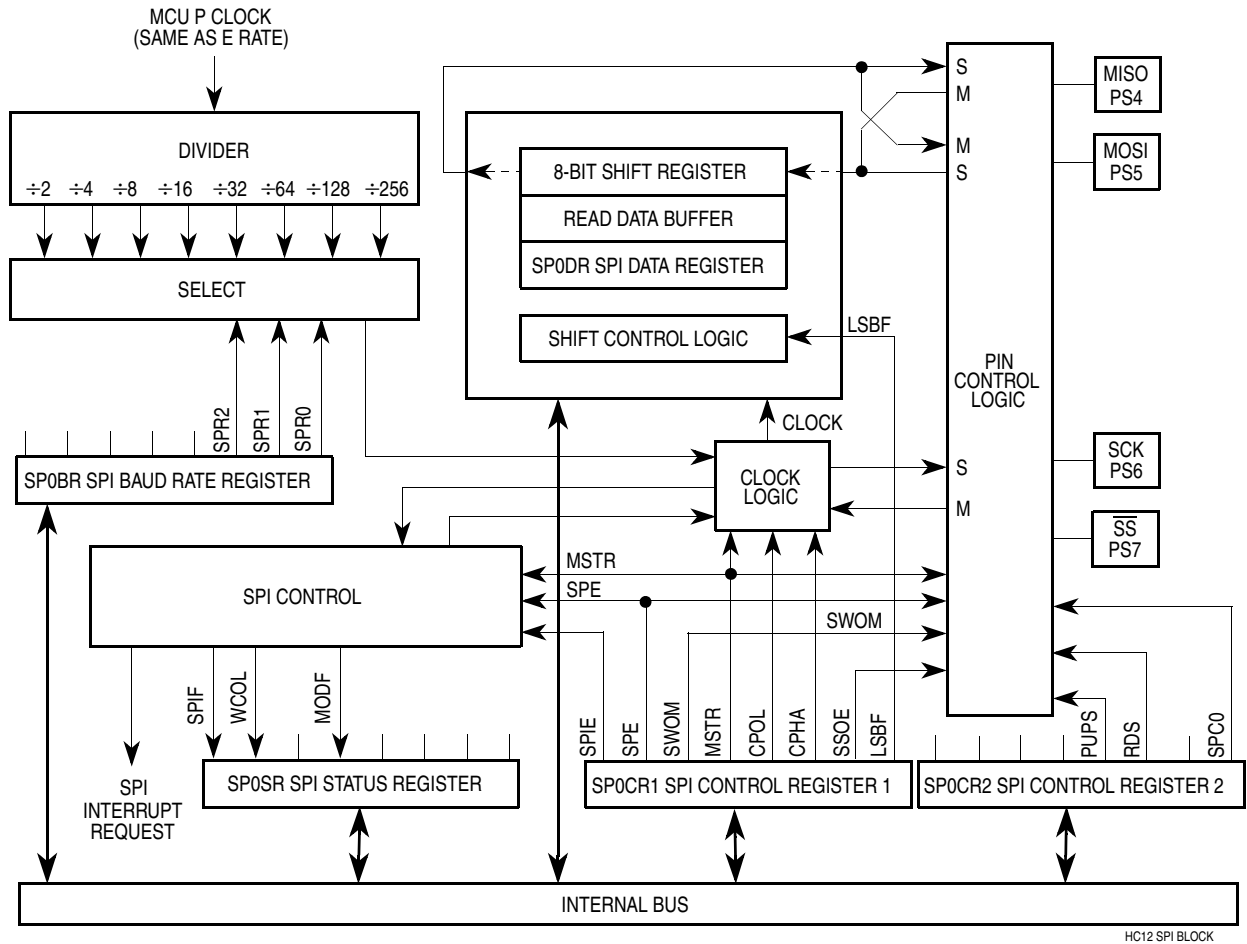 MCU P CLOCK
(SAME AS E RATE)
DIVIDER
÷2 ÷4 ÷8 ÷16 ÷32 ÷64 ÷128 ÷256
SELECT
SPR2
SPR1
SPR0
SP0BR SPI BAUD RATE REGISTER
8-BIT SHIFT REGISTER
READ DATA BUFFER
SP0DR SPI DATA REGISTER
SHIFT CONTROL LOGIC
LSBF
CLOCK
CLOCK
LOGIC
S
M
M
S
PIN
CONTROL
LOGIC
S
M
MISO
PS4
MOSI
PS5
SCK
PS6
SS
PS7
SPI CONTROL
MSTR
SPE
SWOM
SPIF
WCOL
MODF
SPI
INTERRUPT
REQUEST
SP0SR SPI STATUS REGISTER
SPIE
SPE
SWOM
MSTR
CPOL
CPHA
SSOE
LSBF
SP0CR1 SPI CONTROL REGISTER 1
PUPS
RDS
SPC0
SP0CR2 SPI CONTROL REGISTER 2
INTERNAL BUS
HC12 SPI BLOCK